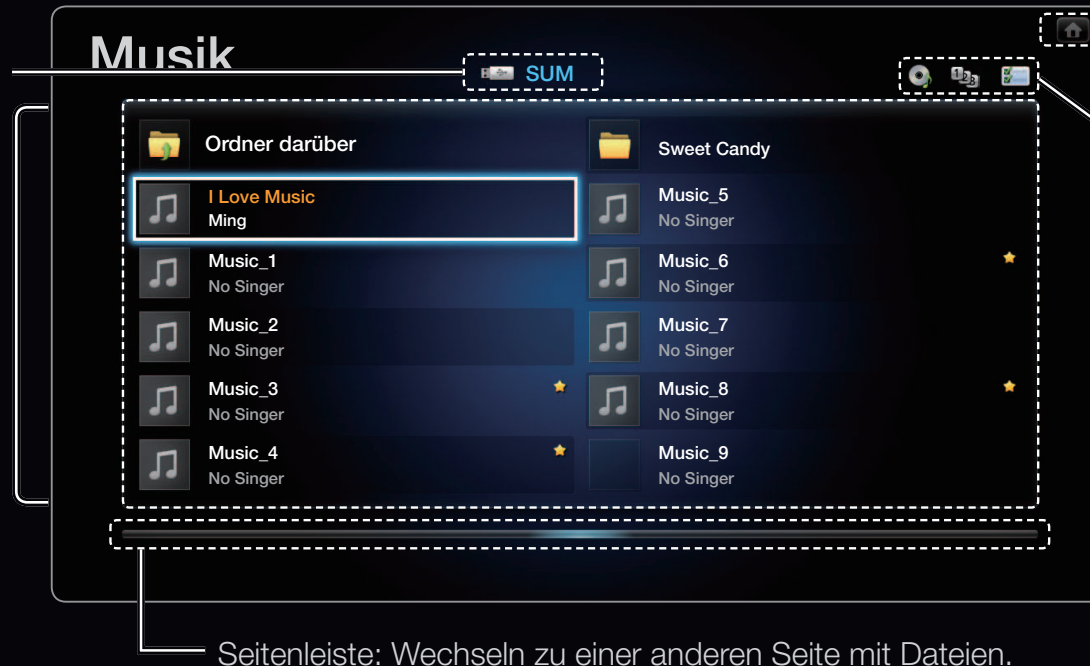 Musik
SUM
Ordner darüber
I Love Music
Ming
Music_1
No Singer
Music_2
No Singer
Music_3
No Singer
Music_4
No Singer
Sweet Candy
Music_5
No Singer
Music_6
No Singer
Music_7
No Singer
Music_8
No Singer
Music_9
No Singer
Seitenleiste: Wechseln zu einer anderen Seite mit Dateien.